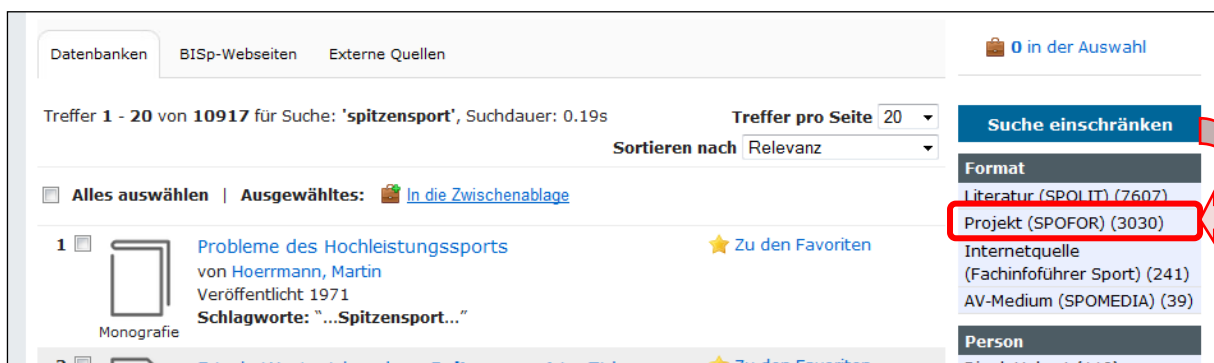 Datenbanken BISp-Webseiten Externe Quellen
Treffer 1 - 20 von 10917 für Suche: 'spitzensport', Suchdauer: 0.19s
Treffer pro Seite 20
Sortieren nach Relevanz
Alles auswählen | Ausgewähltes: In die Zwischenablage
1 Probleme des Hochleistungssports
Zu den Favoriten
von Hoerrmann, Martin
Veröffentlicht 1971
Schlagworte: “...Spitzensport...”
Monografie
0 in der Auswahl
Suche einschränken
Format
Literatur (SPOLIT) (7607)
Projekt (SPOFOR) (3030)
Internetquelle
(Fachinfoführer Sport) (241)
AV-Medium (SPOMEDIA) (39)
Person